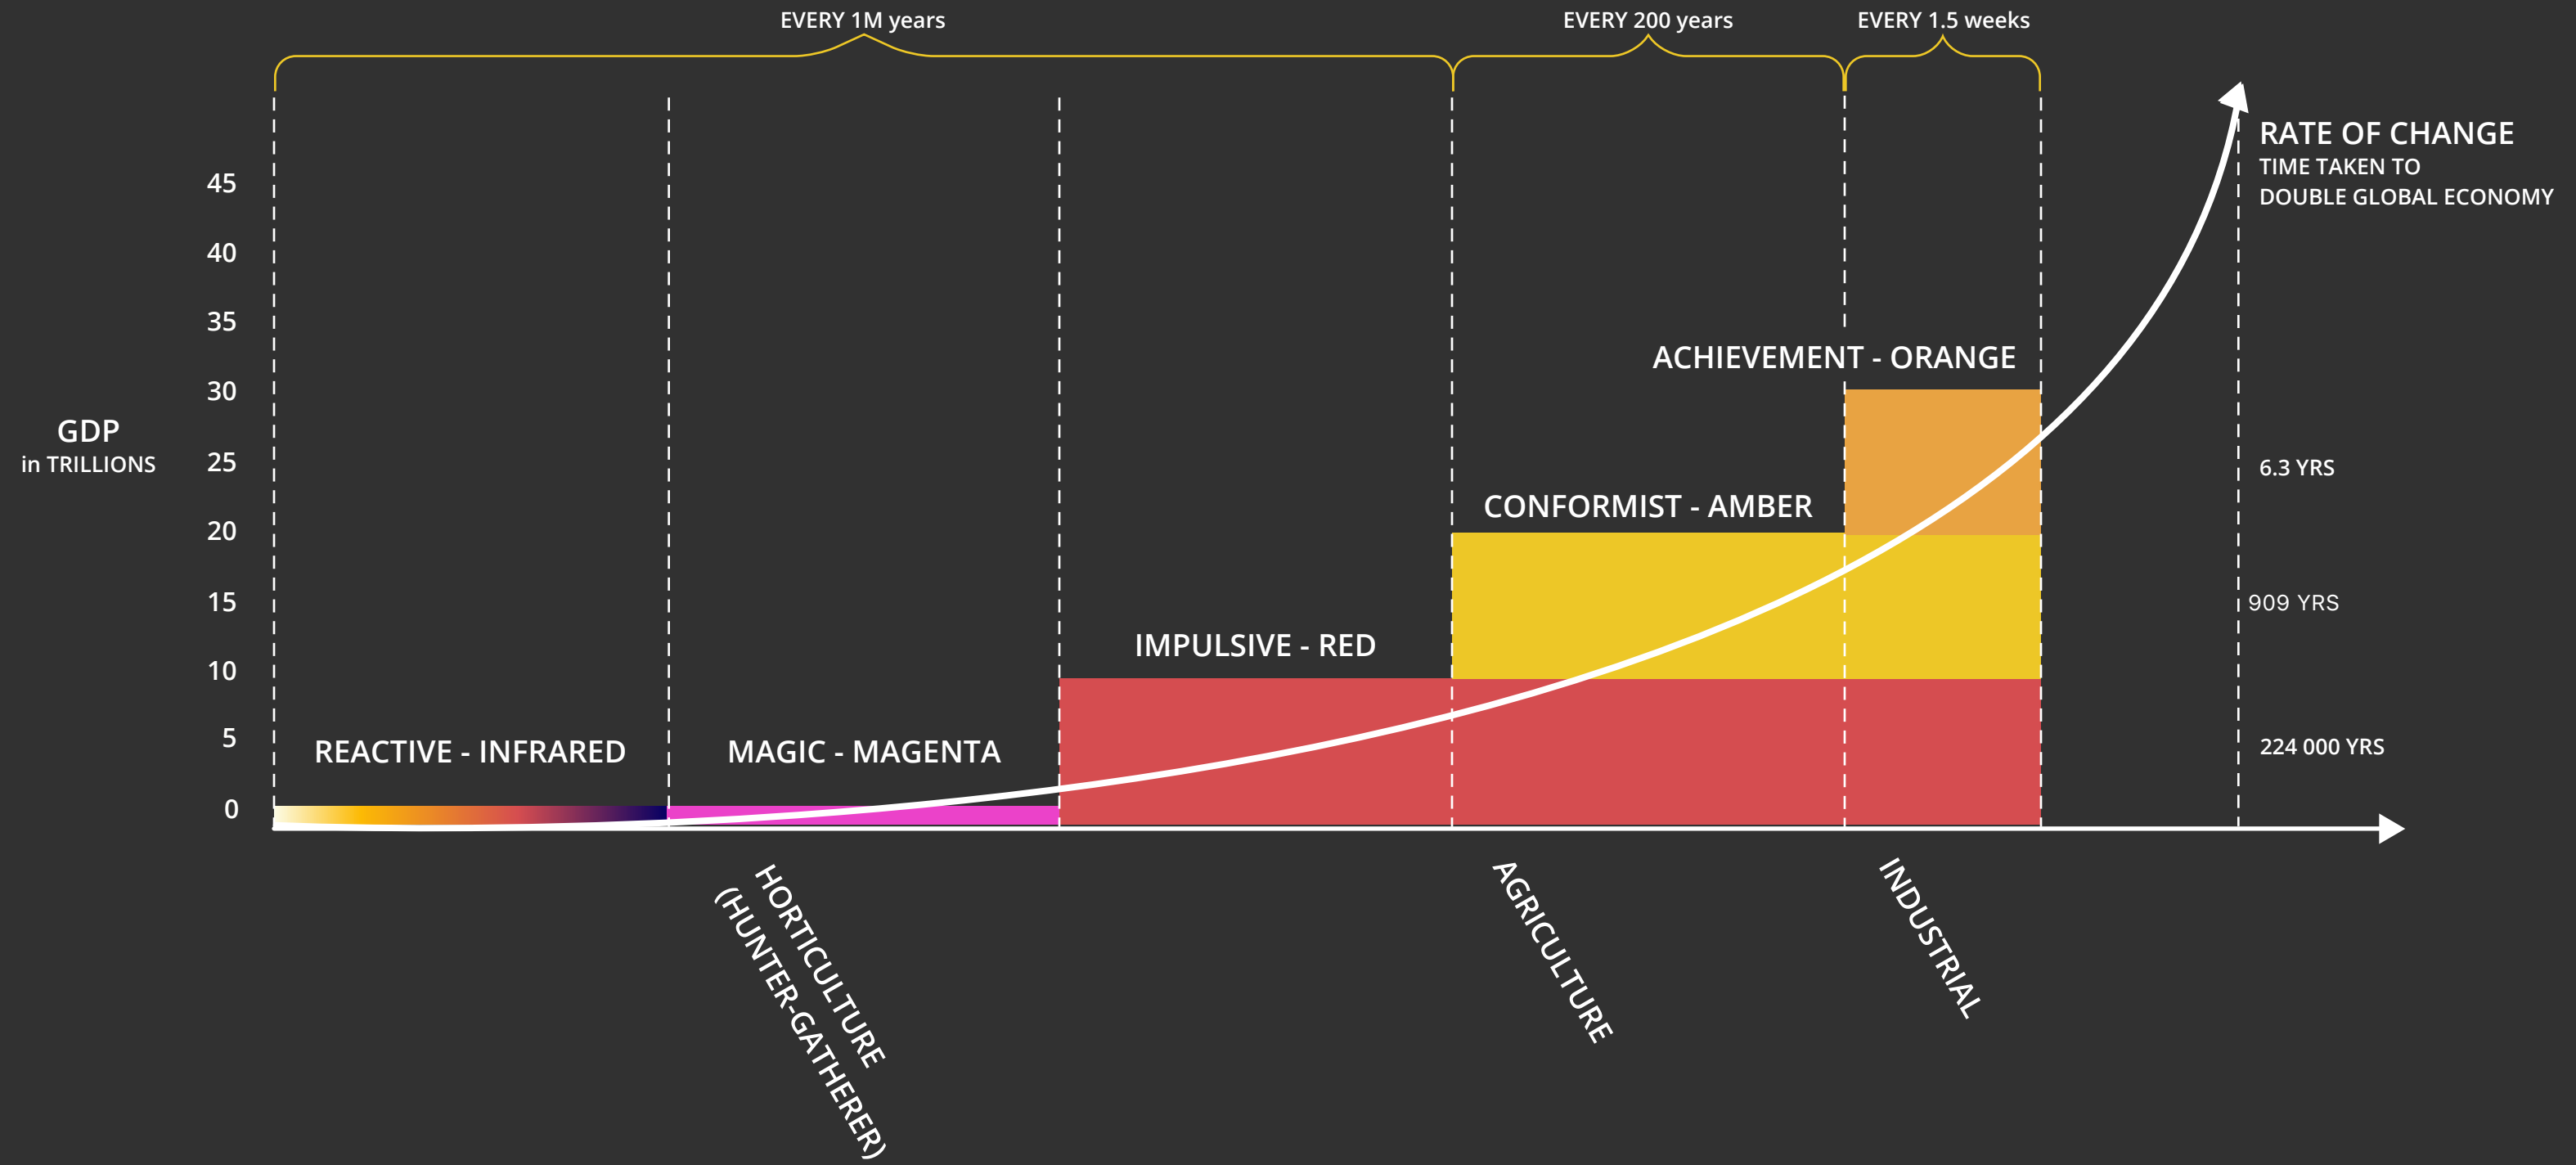 EVERY 1M years
EVERY 200 years
EVERY 1.5 weeks
RATE OF CHANGE
TIME TAKEN TO
DOUBLE GLOBAL ECONOMY
45
40
35
30
25
20
15
10
5
0
GDP
in TRILLIONS
ACHIEVEMENT - ORANGE
CONFORMIST - AMBER
IMPULSIVE - RED
REACTIVE - INFRARED
MAGIC - MAGENTA
6.3 YRS
909 YRS
224 000 YRS
HORTICULTURE
(HUNTER-GATHERER)
AGRICULTURE
INDUSTRIAL